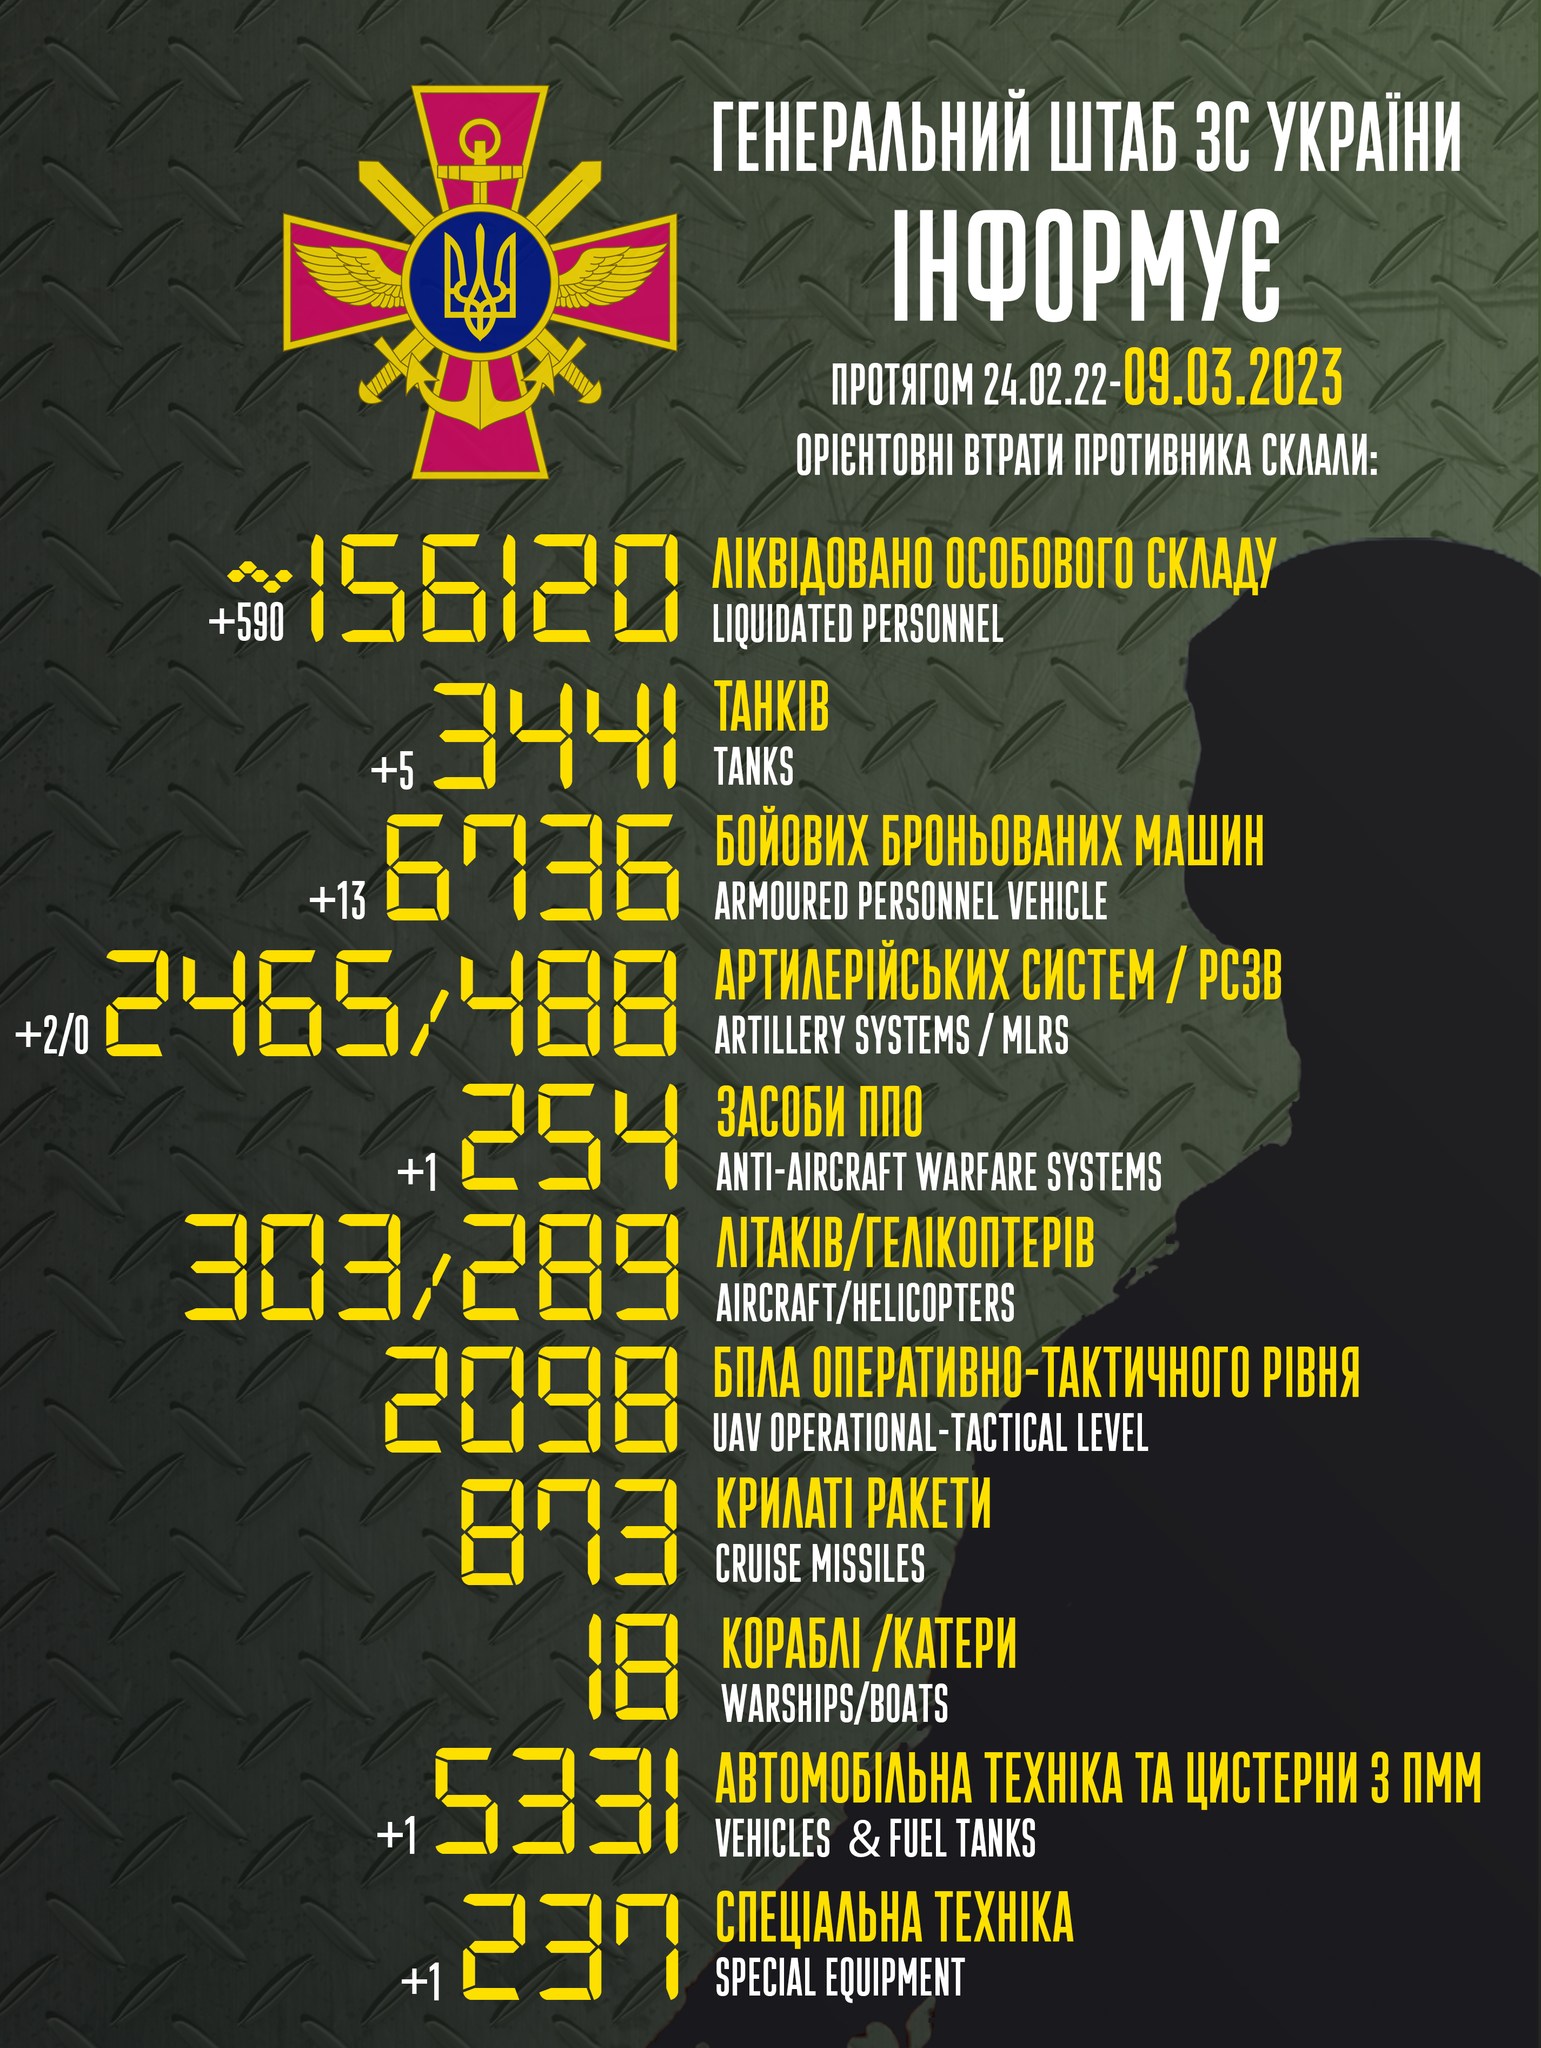 ГЕНЕРАЛЬНИЙ ШТАБ ЗС УКРАЇНИ
ІНФОРМУЄ
ПРОТЯГОМ 24.02.22-09.03.2023
ОРІЄНТОВНІ ВТРАТИ ПРОТИВНИКА СКЛАЛИ:
~156120 ЛІКВІДОВАНО ОСОБОВОГО СКЛАДУ
+590 LIQUIDATED PERSONNEL
3441 ТАНКІВ
+5 TANKS
6736 БОЙОВИХ БРОНЬОВАНИХ МАШИН
+13 ARMOURED PERSONNEL VEHICLE
2465/488 АРТИЛЕРІЙСЬКИХ СИСТЕМ / РСЗВ
+2/0 ARTILLERY SYSTEMS / MLRS
254 ЗАСОБИ ППО
+1 ANTI-AIRCRAFT WARFARE SYSTEMS
303/289 ЛІТАКІВ/ГЕЛІКОПТЕРІВ
AIRCRAFT/HELICOPTERS
2098 БПЛА ОПЕРАТИВНО-ТАКТИЧНОГО РІВНЯ
UAV OPERATIONAL-TACTICAL LEVEL
873 КРИЛАТІ РАКЕТИ
CRUISE MISSILES
18 КОРАБЛІ /КАТЕРИ
WARSHIPS/BOATS
5331 АВТОМОБІЛЬНА ТЕХНІКА ТА ЦИСТЕРНИ З ПММ
+1 VEHICLES & FUEL TANKS
237 СПЕЦІАЛЬНА ТЕХНІКА
+1 SPECIAL EQUIPMENT